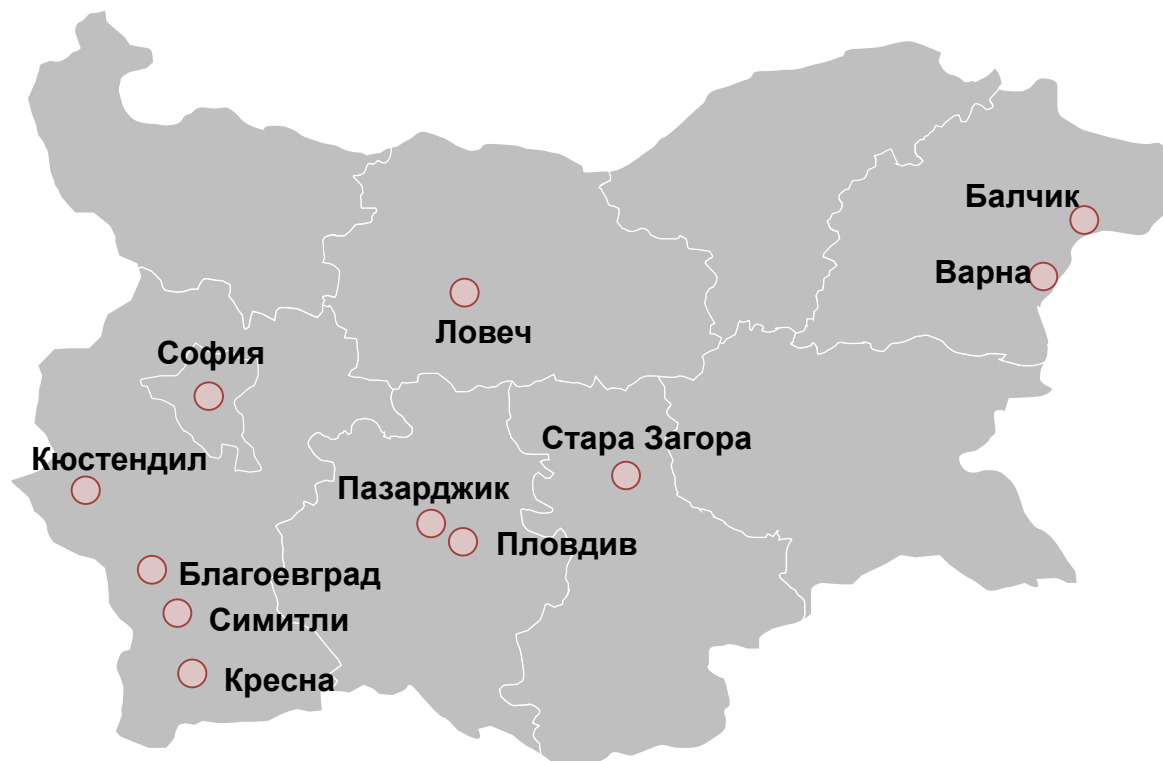 Балчик
Варна
Ловеч
София
Стара Загора
Кюстендил
Пазарджик
Пловдив
Благоевград
Симитли
Кресна